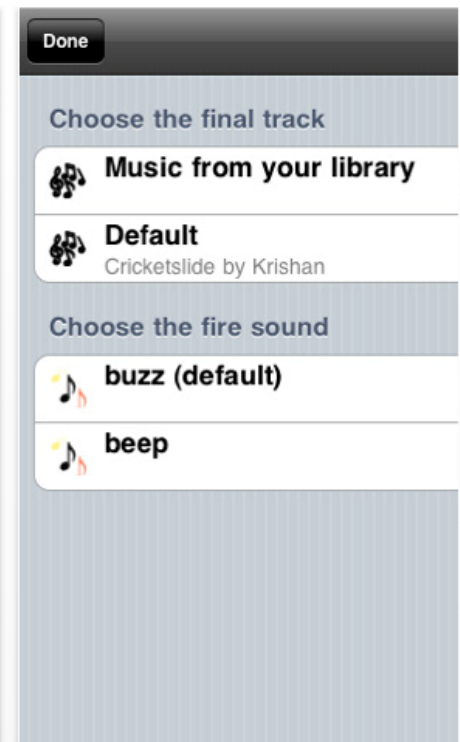 Done
Choose the final track
Music from your library
Default
Cricketslide by Krishan
Choose the fire sound
buzz (default)
beep